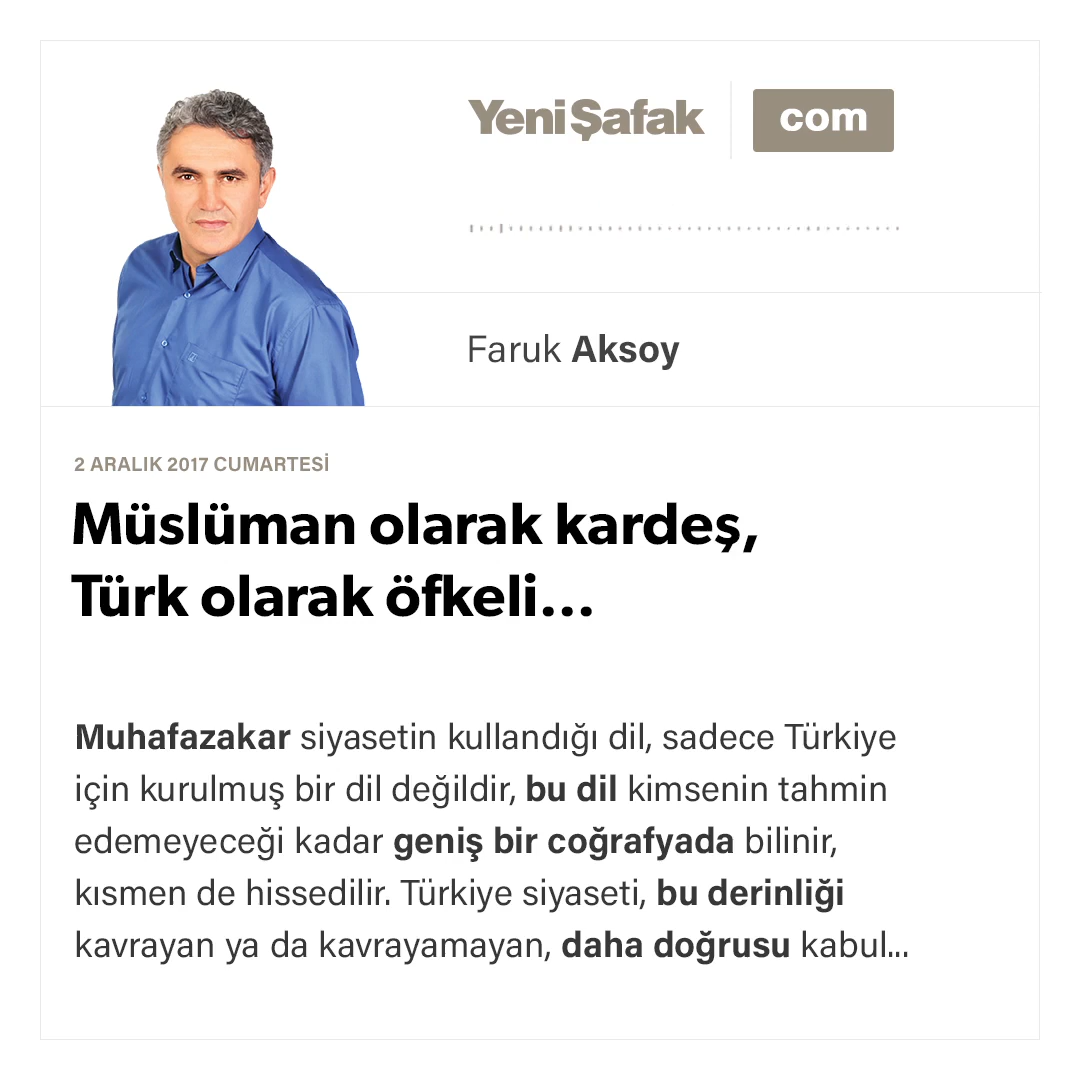 YeniŞafak com
Faruk Aksoy
2 ARALIK 2017 CUMARTESİ
Müslüman olarak kardeş,
Türk olarak öfkeli...
Muhafazakar siyasetin kullandığı dil, sadece Türkiye
için kurulmuş bir dil değildir, bu dil kimsenin tahmin
edemeyeceği kadar geniş bir coğrafyada bilinir,
kısmen de hissedilir. Türkiye siyaseti, bu derinliği
kavrayan ya da kavrayamayan, daha doğrusu kabul...